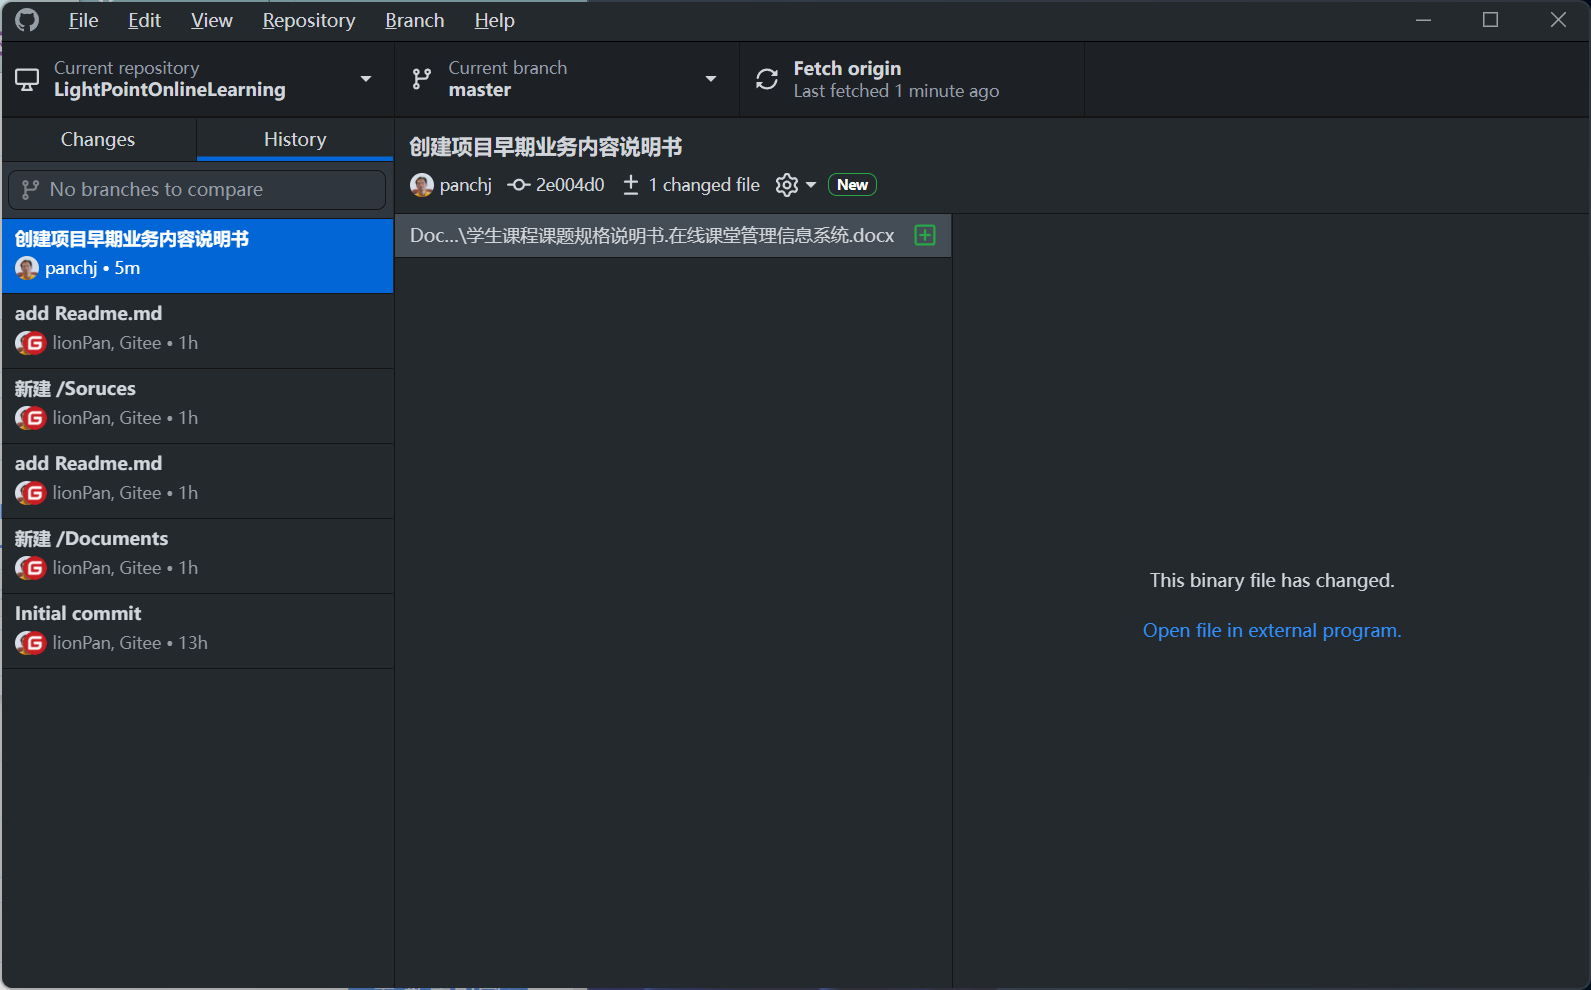 File Edit View Repository Branch Help
Current repository
LightPointOnlineLearning
Current branch
master
Fetch origin
Last fetched 1 minute ago
Changes
History
No branches to compare
创建项目早期业务内容说明书
panchj • 5m
add Readme.md
lionPan, Gitee • 1h
新建 /Soruces
lionPan, Gitee • 1h
add Readme.md
lionPan, Gitee • 1h
新建 /Documents
lionPan, Gitee • 1h
Initial commit
lionPan, Gitee • 13h
创建项目早期业务内容说明书
panchj 2e004d0 1 changed file New
Doc...\学生课程课题规格说明书.在线课堂管理信息系统.docx
This binary file has changed.
Open file in external program.